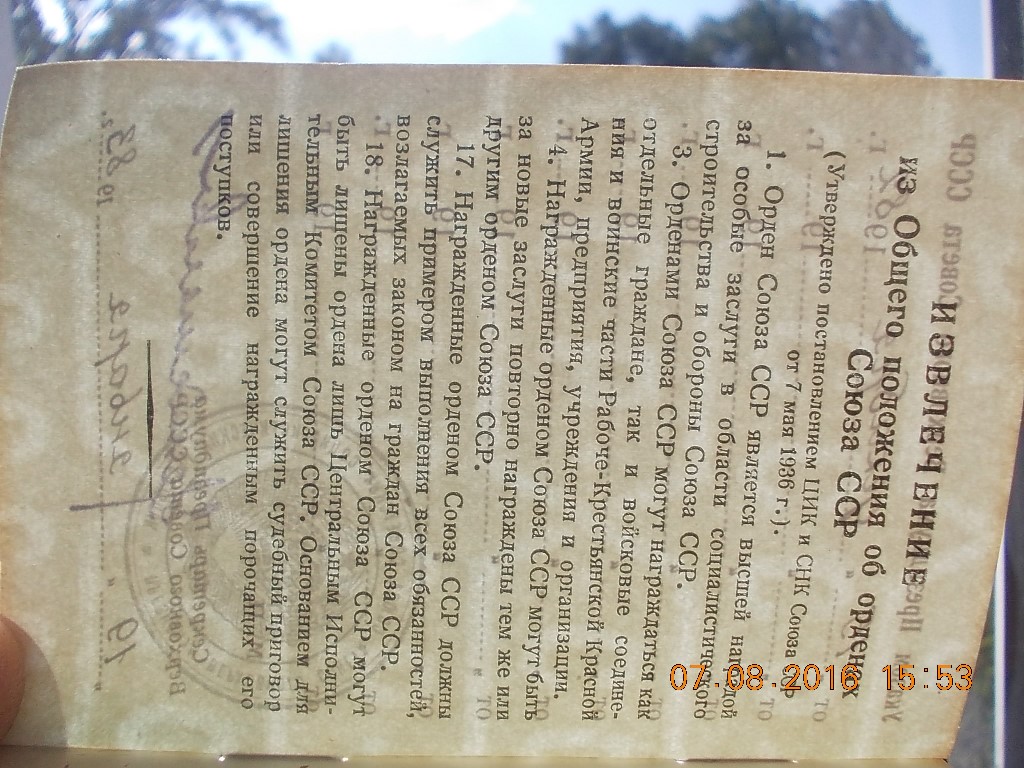 ИЗВЛЕЧЕНИЕ
из Общего положения об орденах
Союза ССР
(Утверждено постановлением ЦИК и СНК Союза ССР
от 7 мая 1936 г.).
1. Орден Союза ССР является высшей наградой
за особые заслуги в области социалистического
строительства и обороны Союза ССР.
3. Орденами Союза ССР могут награждаться как
отдельные граждане, так и войсковые соедине-
ния и воинские части Рабоче-Крестьянской Красной
Армии, предприятия, учреждения и организации.
4. Награжденные орденом Союза ССР могут быть
за новые заслуги повторно награждены тем же или
другим орденом Союза ССР.
17. Награжденные орденом Союза ССР должны
служить примером выполнения всех обязанностей,
возлагаемых законом на граждан Союза ССР.
18. Награжденные орденом Союза ССР могут
быть лишены ордена лишь Центральным Исполни-
тельным Комитетом Союза ССР. Основанием для
лишения ордена могут служить судебный приговор
или совершение награжденным порочащих его
поступков.
Секретарь Президиума
Верховного Совета СССР
07.08.2016 15:53